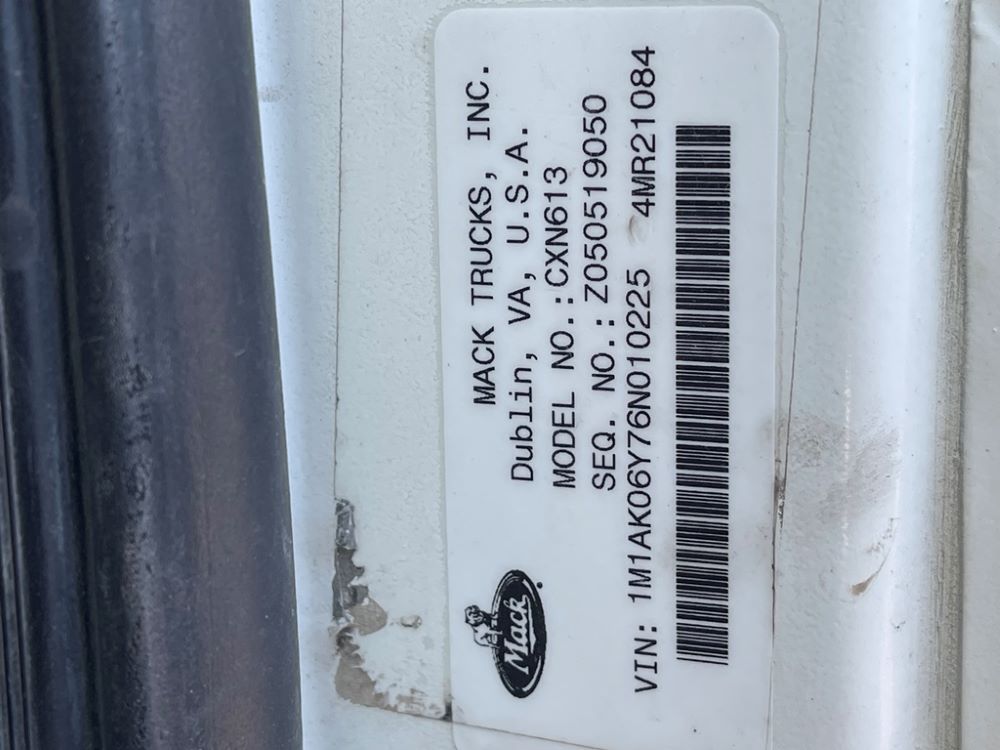 MACK TRUCKS, INC.
Dublin, VA, U.S.A.
MODEL NO.:CXN613
SEQ. NO.: Z050519050
Mack
VIN: 1M1AK06Y76N010225 4MR21084